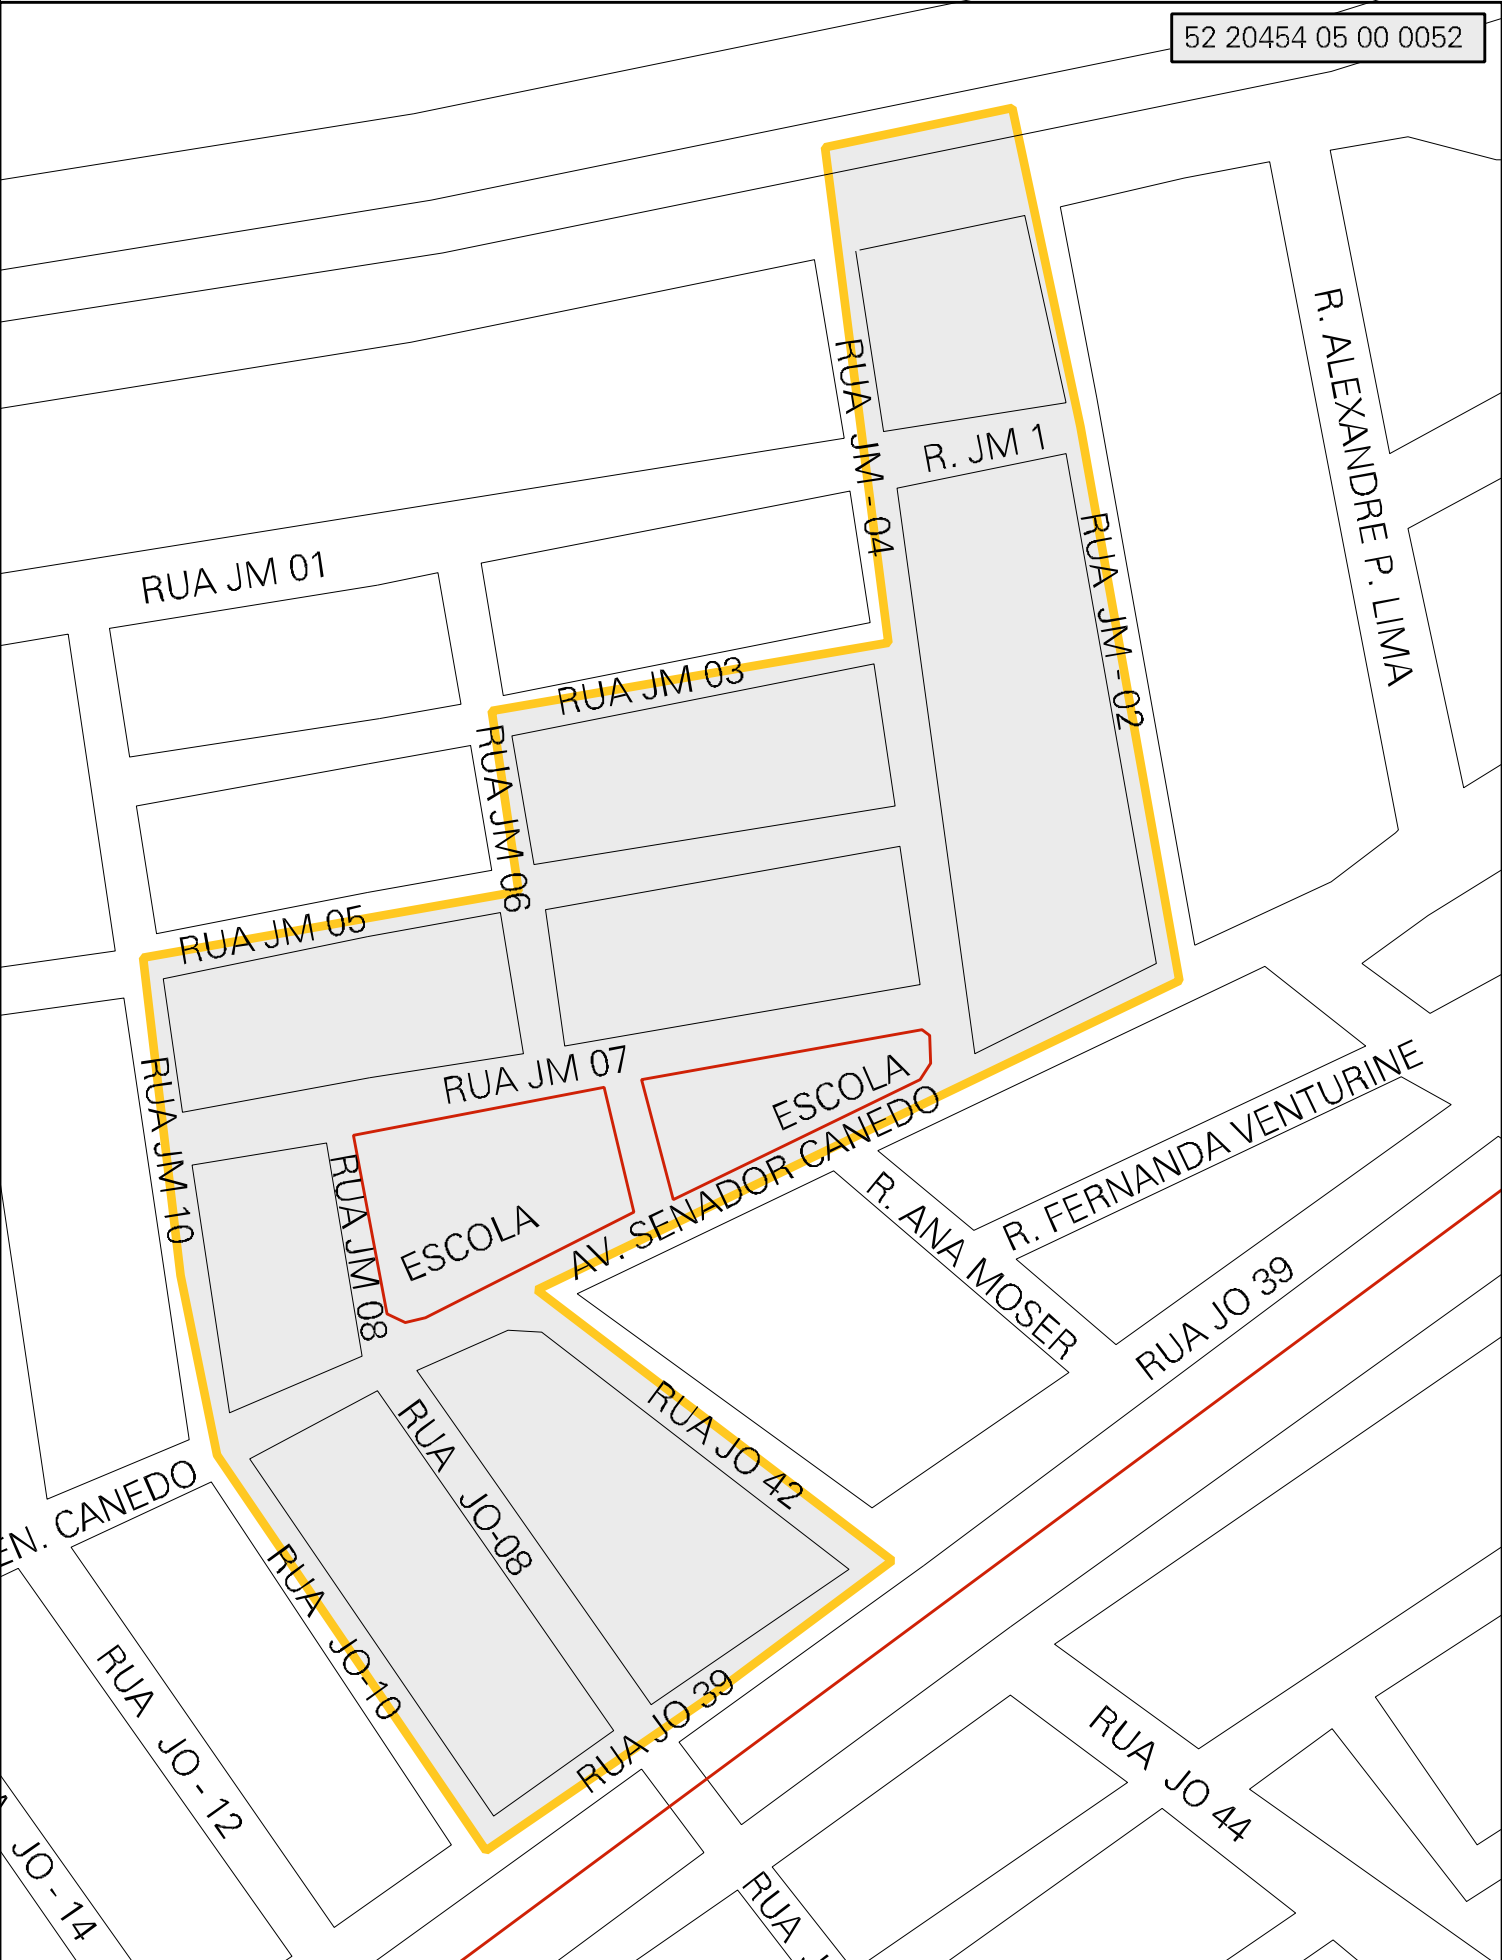 52 20454 05 00 0052
R. ALEXANDRE P. LIMA
RUA JM - 04
R. JM 1
RUA JM - 02
RUA JM 01
RUA JM 03
RUA JM 06
RUA JM 05
RUA JM 07
ESCOLA
RUA JM 10
RUA JM 08
ESCOLA
AV. SENADOR CANEDO
R. FERNANDA VENTURINE
R. ANA MOSER
RUA JO 39
RUA JO 42
RUA JO-08
EN. CANEDO
RUA JO-10
RUA JO 39
RUA JO - 12
RUA JO 44
A JO - 14
RUA J